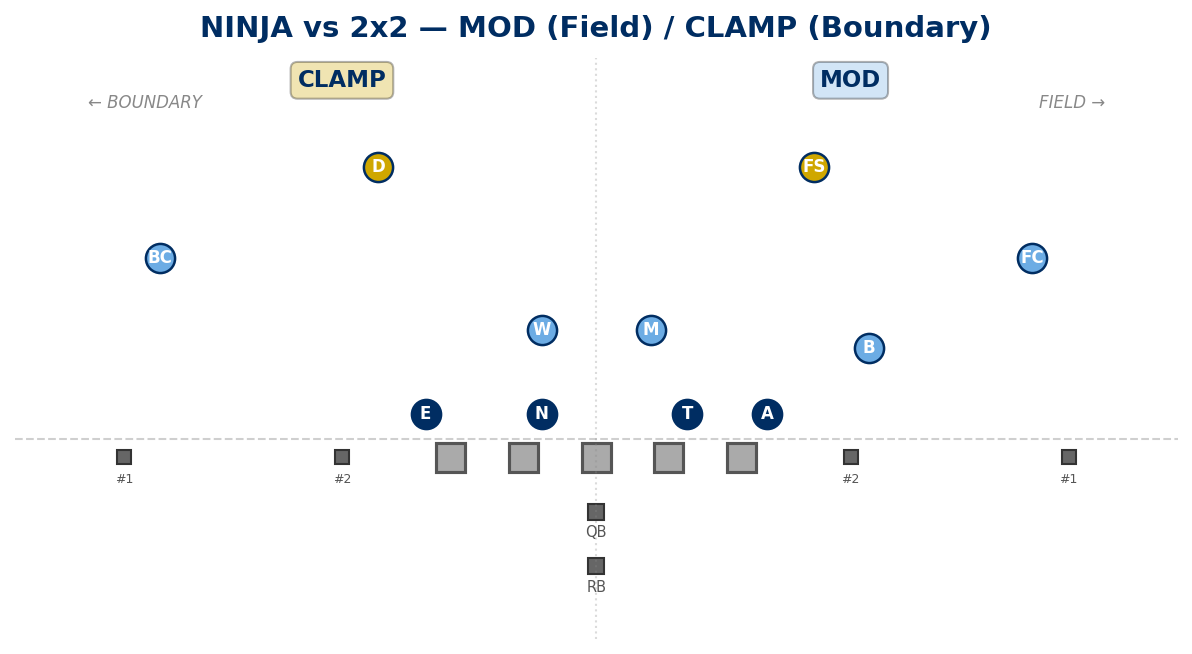 NINJA vs 2x2 — MOD (Field) / CLAMP (Boundary)
CLAMP
MOD
← BOUNDARY
FIELD →
D
FS
BC
FC
W
M
B
E
N
T
A
#1
#2
#2
#1
QB
RB